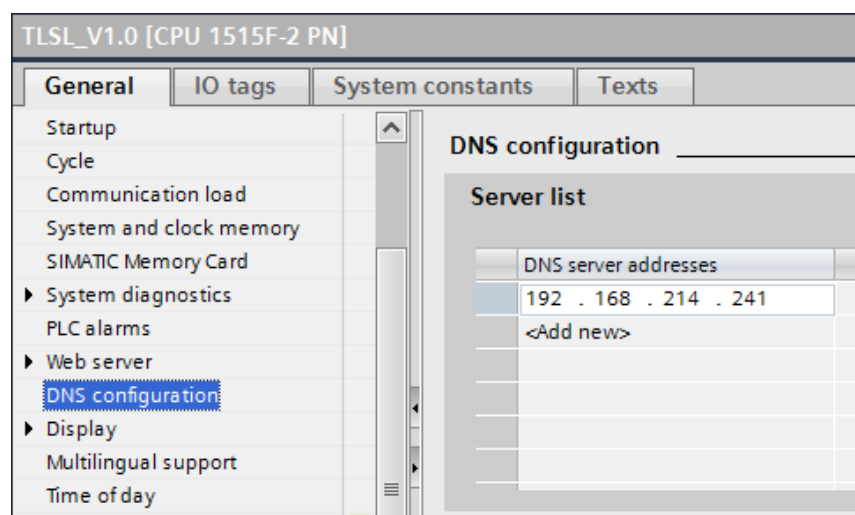 TLSL_V1.0 [CPU 1515F-2 PN]
General
IO tags
System constants
Texts
Startup
Cycle
Communication load
System and clock memory
SIMATIC Memory Card
System diagnostics
PLC alarms
Web server
DNS configuration
Display
Multilingual support
Time of day
DNS configuration
Server list
DNS server addresses
192 . 168 . 214 . 241
<Add new>